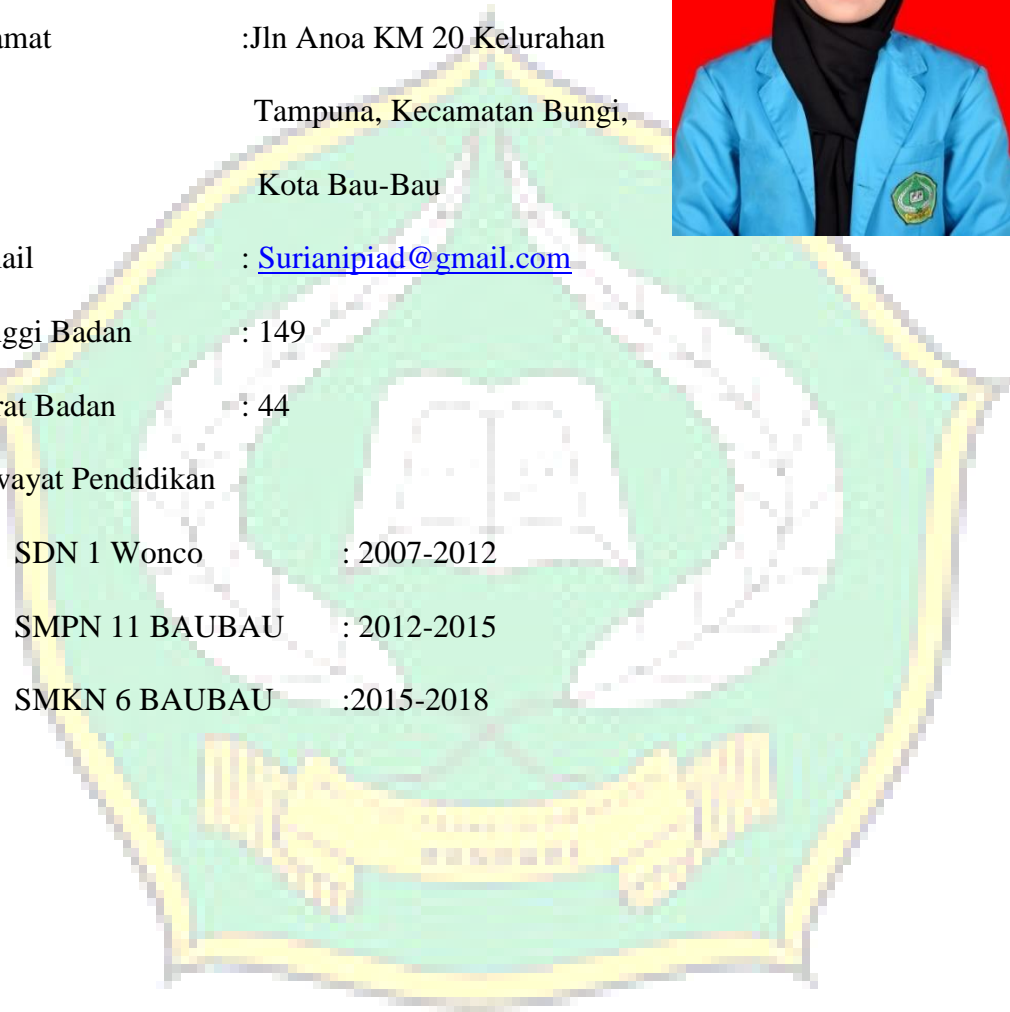 amat :Jln Anoa KM 20 Kelurahan
Tampuna, Kecamatan Bungi,
Kota Bau-Bau
ail : Surianipiad@gmail.com
ggi Badan : 149
rat Badan : 44
wayat Pendidikan
SDN 1 Wonco : 2007-2012
SMPN 11 BAUBAU : 2012-2015
SMKN 6 BAUBAU :2015-2018